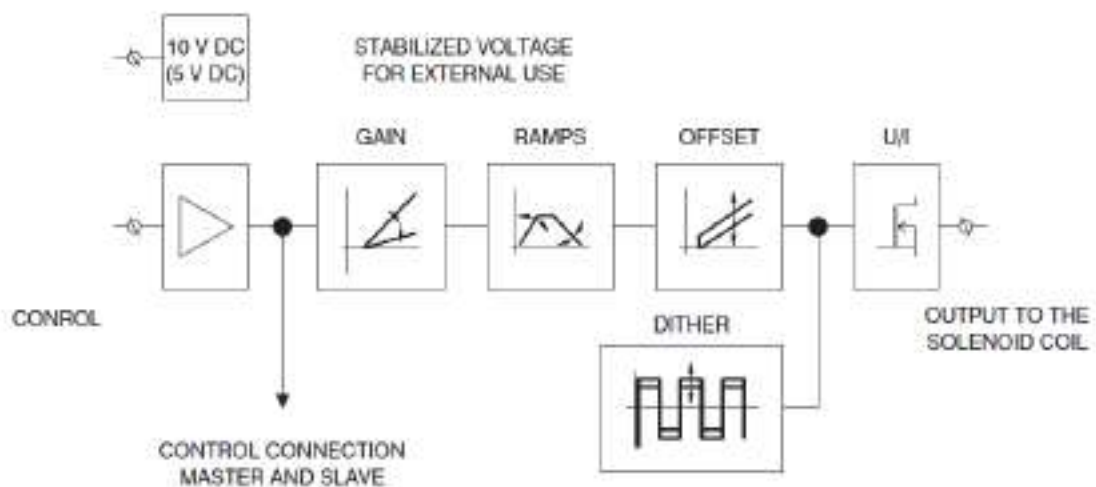 10 V DC
(5 V DC)
STABILIZED VOLTAGE
FOR EXTERNAL USE
GAIN
RAMPS
OFFSET
U/I
CONROL
DITHER
OUTPUT TO THE
SOLENOID COIL
CONTROL CONNECTION
MASTER AND SLAVE